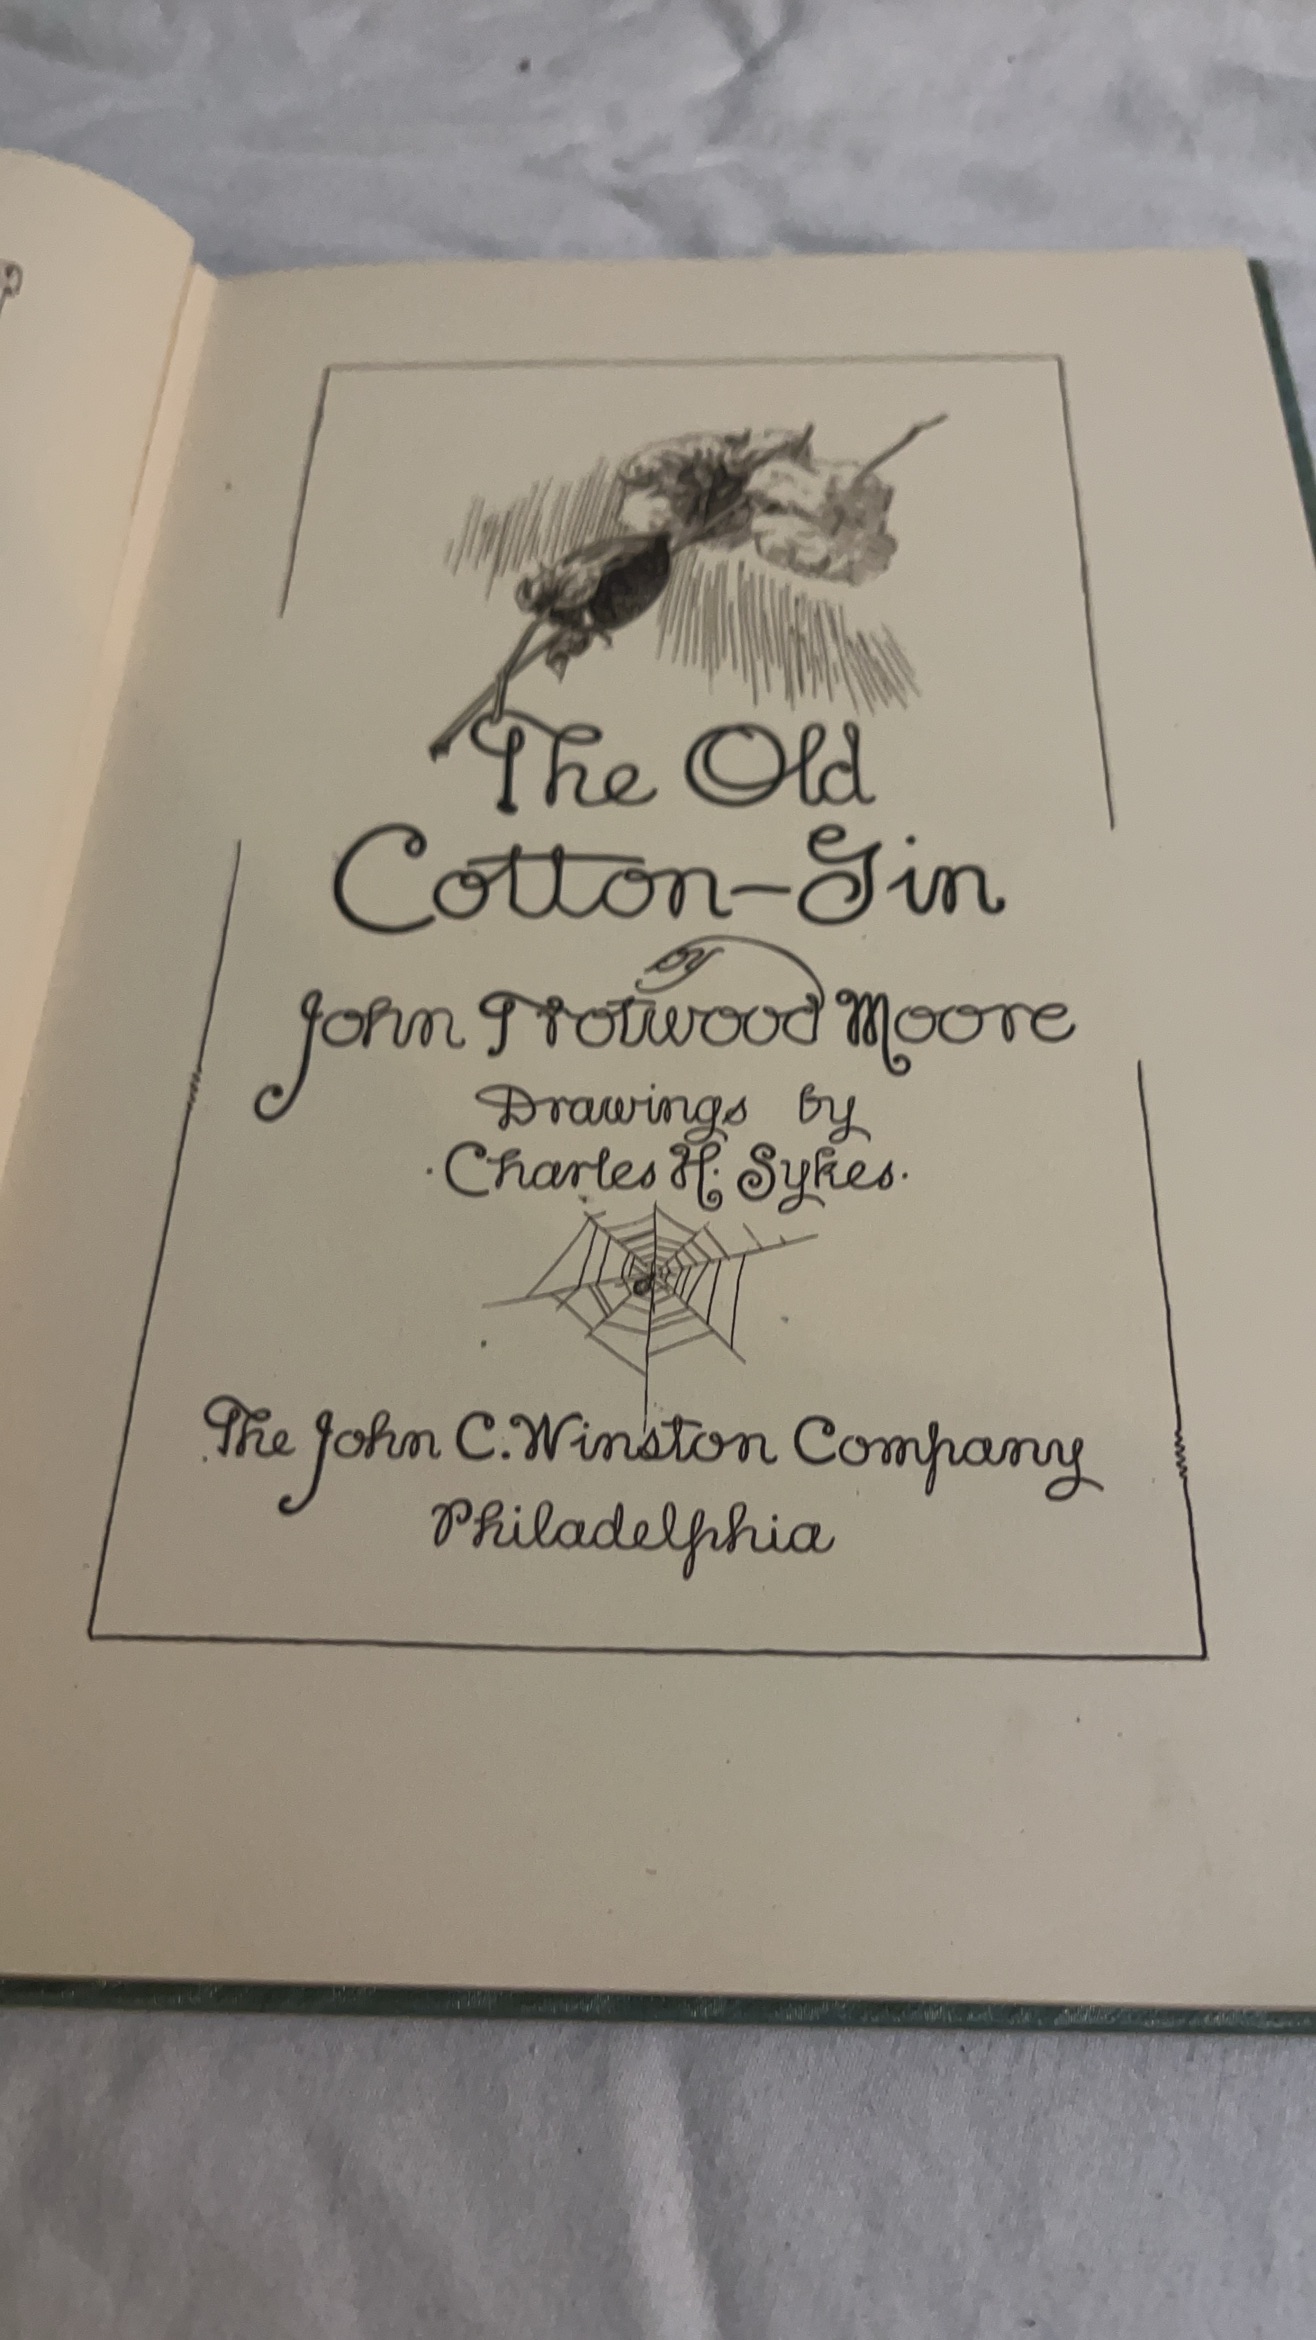 The Old
Cotton-Gin
by
John Trotwood Moore
Drawings by
·Charles H. Sykes·
The John C. Winston Company
Philadelphia